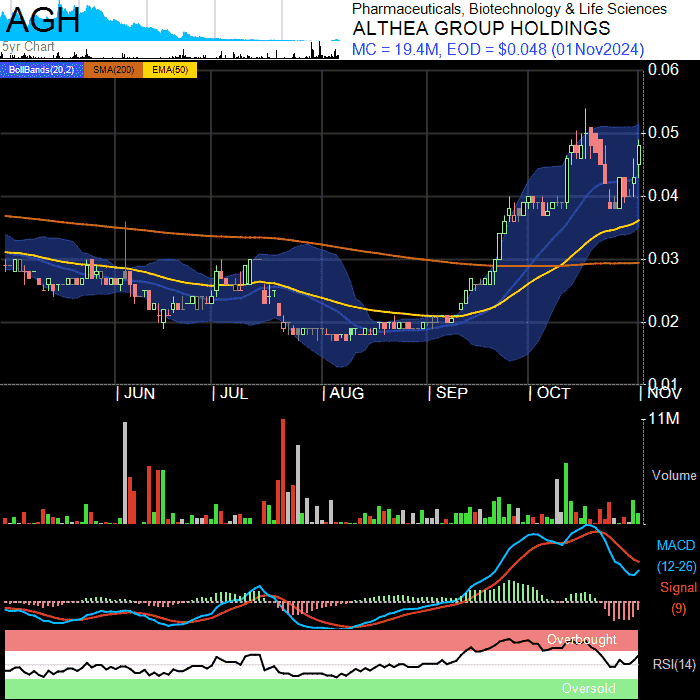 AGH
5yr Chart
Pharmaceuticals, Biotechnology & Life Sciences
ALTHEA GROUP HOLDINGS
MC = 19.4M, EOD = $0.048 (01Nov2024)
BollBands(20,2) SMA(200) EMA(50)
0.06
0.05
0.04
0.03
0.02
0.01
JUN JUL AUG SEP OCT NOV
11M
Volume
MACD
(12-26)
Signal
(9)
Overbought
RSI(14)
Oversold